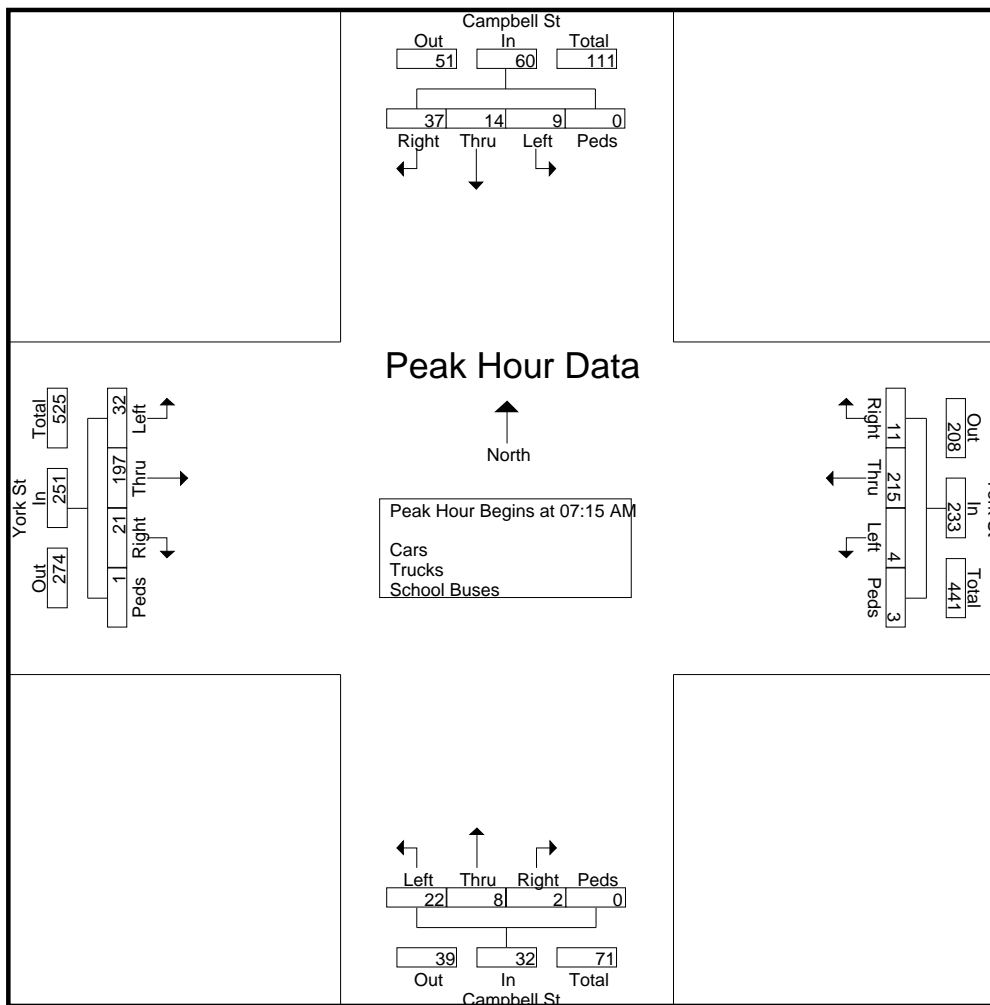 Campbell St
Out In Total
51 60 111
37 14 9 0
Right Thru Left Peds
Peak Hour Data
North
Peak Hour Begins at 07:15 AM
Cars
Trucks
School Buses
York St
Total In Out
525 251 274
32 197 21 1
Left Thru Right Peds
Right Thru Left Peds
11 215 4 3
Out In Total
208 233 441
Left Thru Right Peds
22 8 2 0
39 32 71
Out In Total
Campbell St